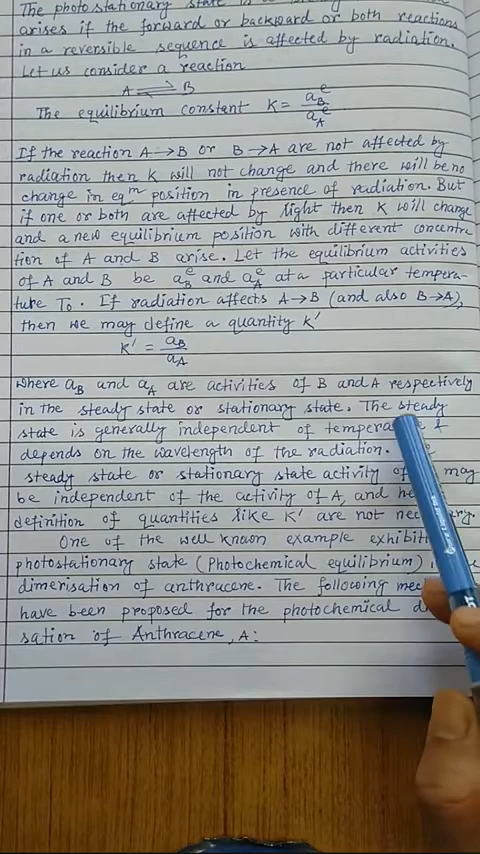 The photostationary state is
arises if the forward or backward or both reactions
in a reversible sequence is affected by radiation.
Let us consider a reaction
A ⇌ B
The equilibrium constant K = a_B^e / a_A^e
If the reaction A→B or B→A are not affected by
radiation then K will not change and there will be no
change in eqᵐ position in presence of radiation. But
if one or both are affected by light then K will change
and a new equilibrium position with different concentra
tion of A and B arise. Let the equilibrium activities
of A and B be a_B^e and a_A^e at a particular tempera-
ture T₀. If radiation affects A→B (and also B→A),
then we may define a quantity K'
K' = a_B / a_A
where a_B and a_A are activities of B and A respectively
in the steady state or stationary state. The steady
state is generally independent of tempera &
depends on the wavelength of the radiation.
steady state or stationary state activity may
be independent of the activity of A, and
definition of quantities like K' are not
One of the well known example
photostationary state (Photochemical equilibrium)
dimerisation of anthracene. The following
have been proposed for the photochemical
sation of Anthracene, A: